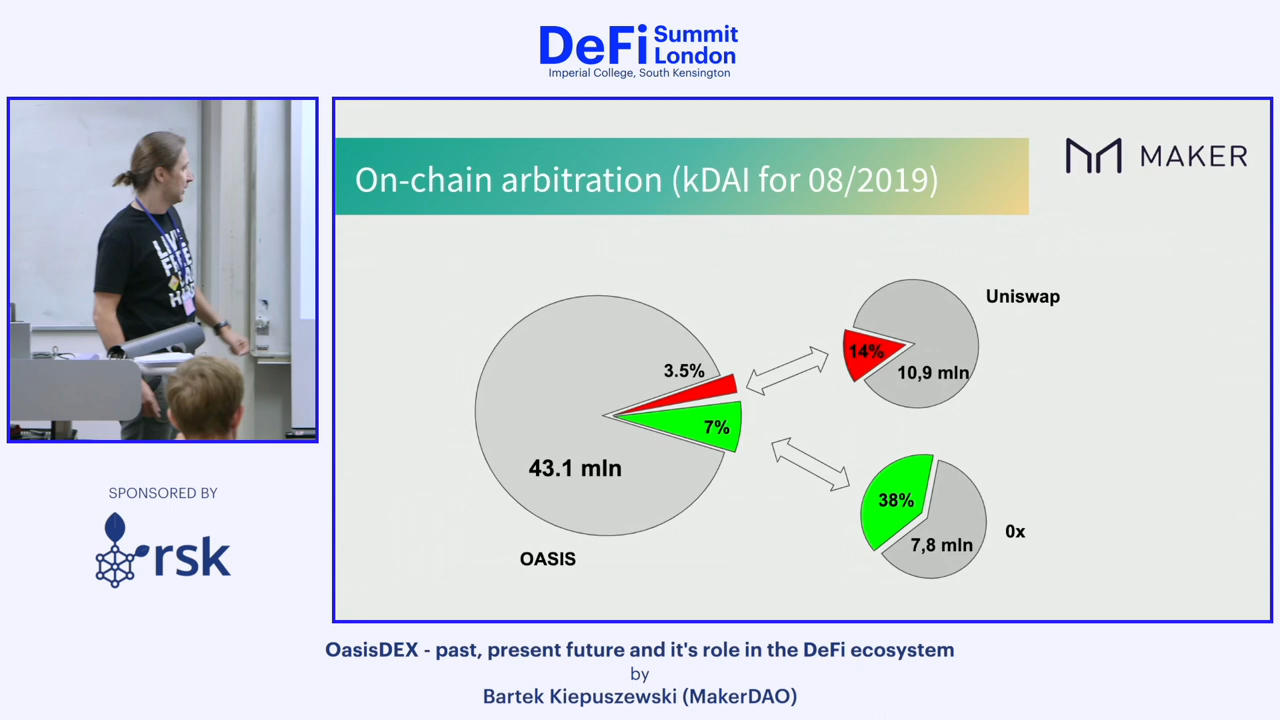 DeFi Summit
London
Imperial College, South Kensington
On-chain arbitration (kDAI for 08/2019)
MAKER
Uniswap
14%
10,9 mln
3.5%
7%
43.1 mln
OASIS
38%
7,8 mln
0x
SPONSORED BY
rsk
OasisDEX - past, present future and it's role in the DeFi ecosystem
by
Bartek Kiepuszewski (MakerDAO)